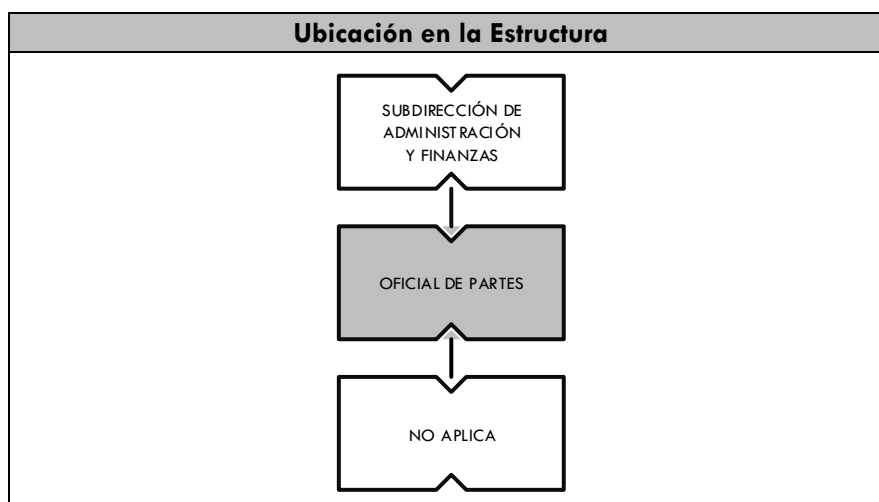 Ubicación en la Estructura
SUBDIRECCIÓN DE
ADMINISTRACIÓN
Y FINANZAS
OFICIAL DE PARTES
NO APLICA